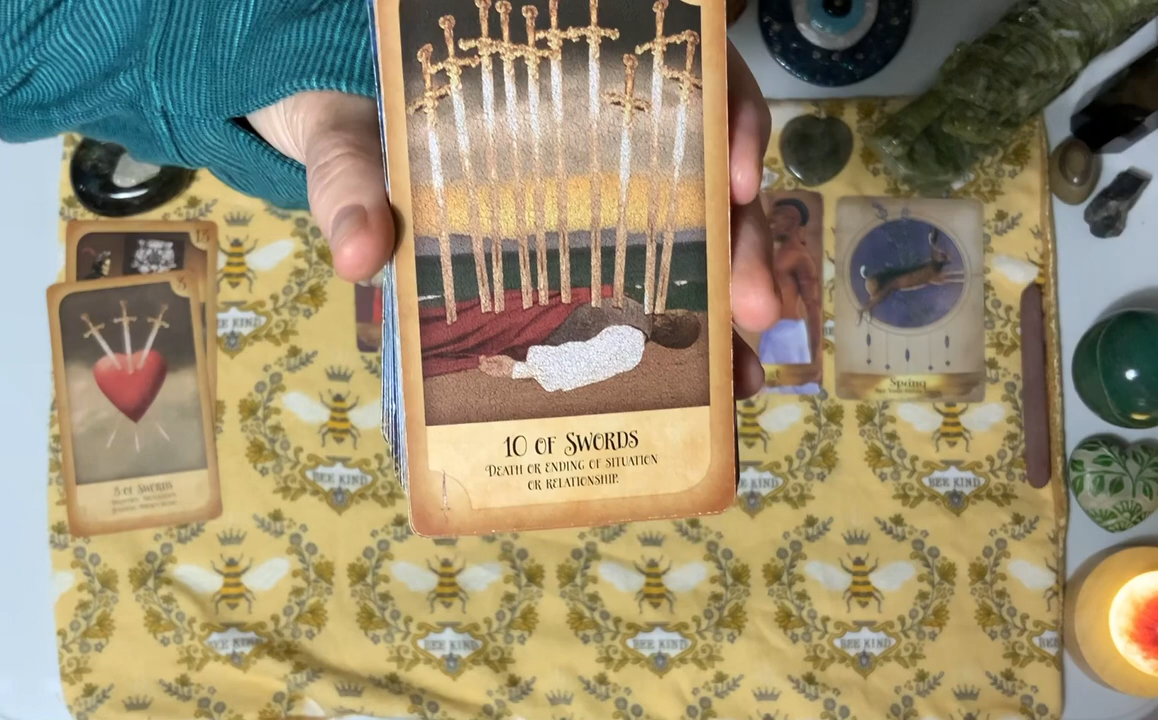 10 OF SWORDS
DEATH OR ENDING OF SITUATION
OR RELATIONSHIP.
15
3 OF SWORDS
Spring
BEE KIND
BEE KIND
BEE KIND
BEE KIND
BEE KIND
BEE KIND
BEE KIND
BEE KIND
BEE KIND